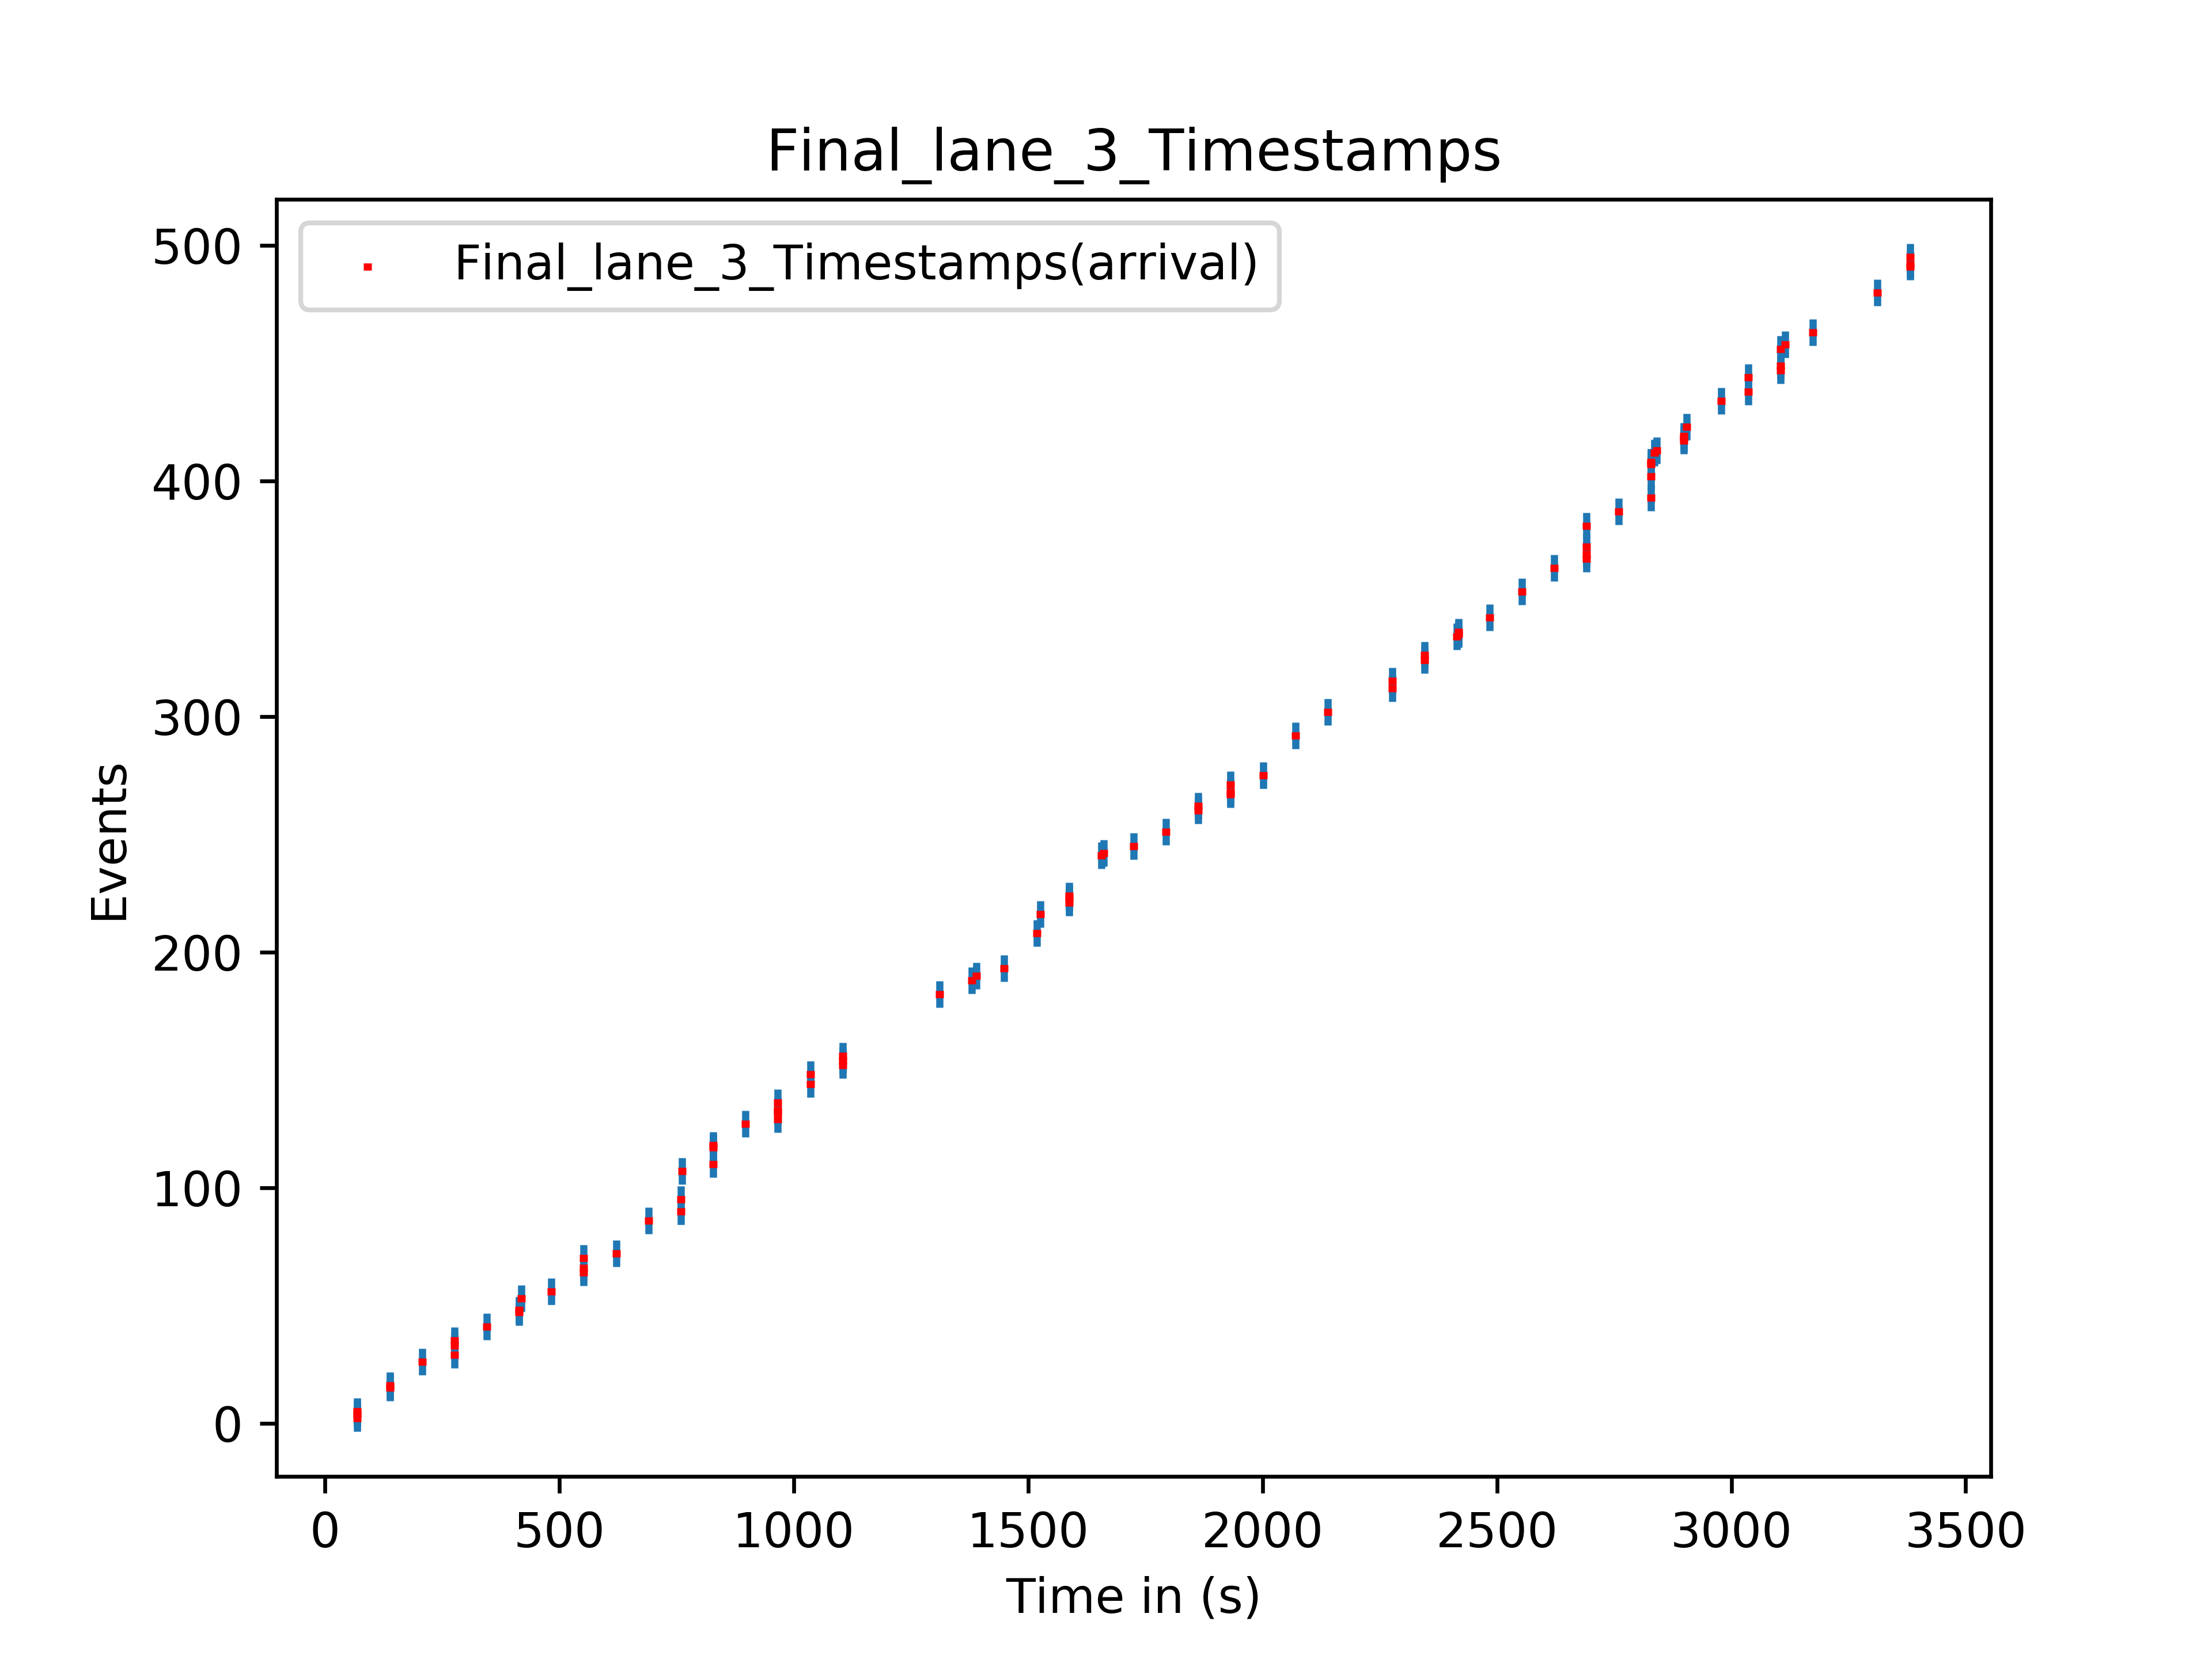 Final_lane_3_Timestamps
Final_lane_3_Timestamps(arrival)
500
400
300
200
100
0
Events
0 500 1000 1500 2000 2500 3000 3500
Time in (s)